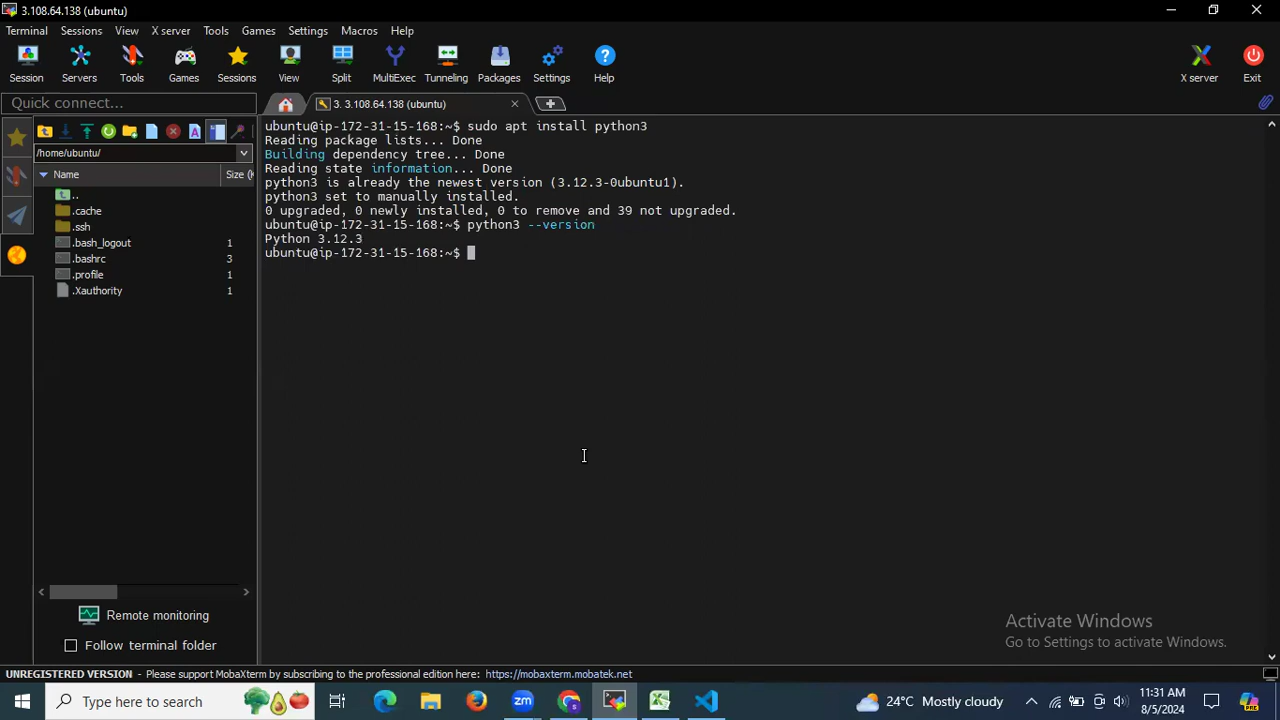 3.108.64.138 (ubuntu)
Terminal Sessions View X server Tools Games Settings Macros Help
Session Servers Tools Games Sessions View Split MultiExec Tunneling Packages Settings Help X server Exit
Quick connect...
3. 3.108.64.138 (ubuntu)
/home/ubuntu/
Name Size (K
..
.cache
.ssh
.bash_logout 1
.bashrc 3
.profile 1
.Xauthority 1
ubuntu@ip-172-31-15-168:~$ sudo apt install python3
Reading package lists... Done
Building dependency tree... Done
Reading state information... Done
python3 is already the newest version (3.12.3-0ubuntu1).
python3 set to manually installed.
0 upgraded, 0 newly installed, 0 to remove and 39 not upgraded.
ubuntu@ip-172-31-15-168:~$ python3 --version
Python 3.12.3
ubuntu@ip-172-31-15-168:~$
Remote monitoring
Follow terminal folder
Activate Windows
Go to Settings to activate Windows.
UNREGISTERED VERSION - Please support MobaXterm by subscribing to the professional edition here: https://mobaxterm.mobatek.net
Type here to search
zm
24°C Mostly cloudy
11:31 AM
8/5/2024
PRE